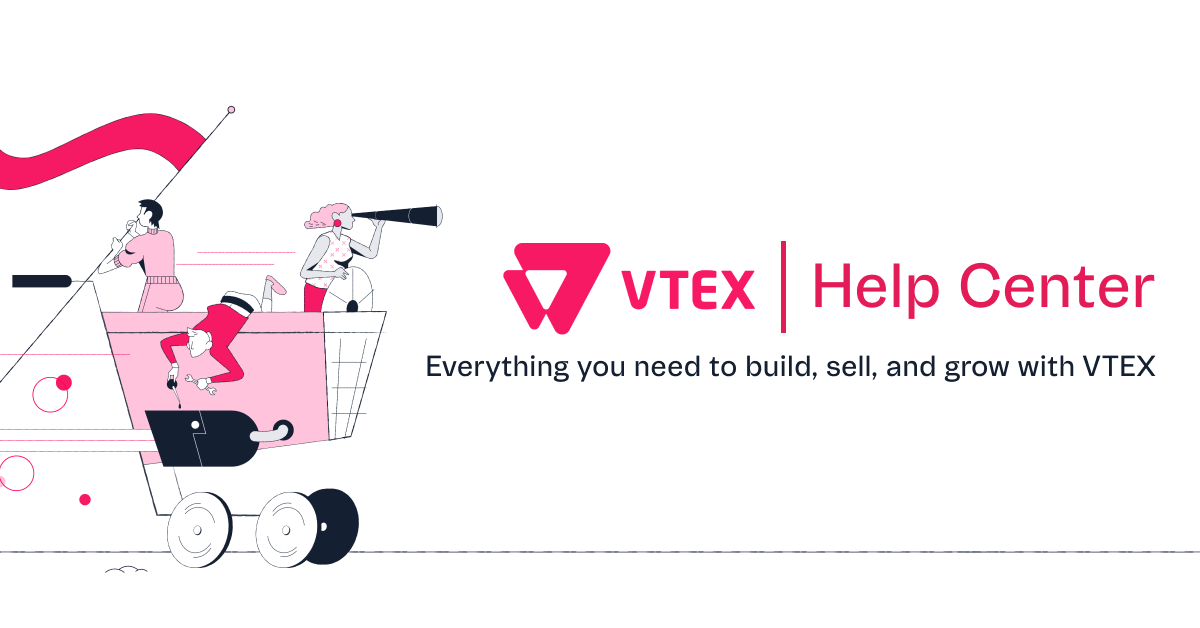 VTEX | Help Center
Everything you need to build, sell, and grow with VTEX